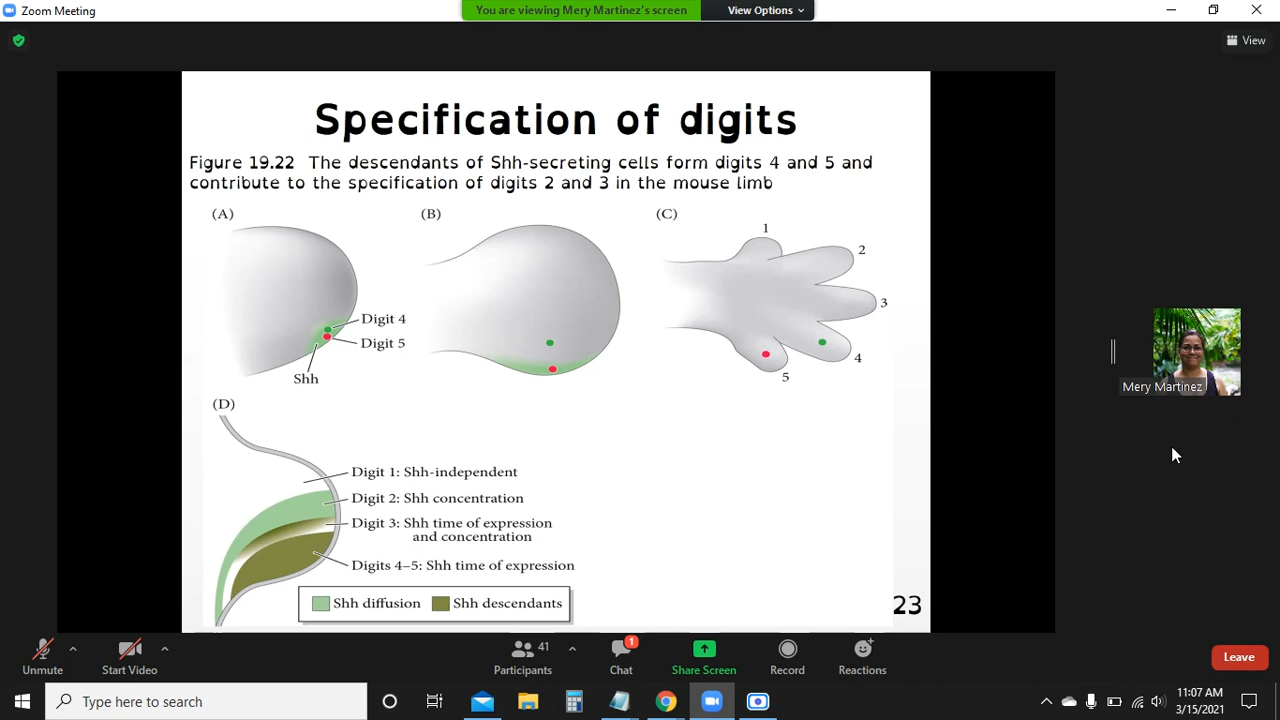 Zoom Meeting
You are viewing Mery Martinez's screen
View Options
View
Specification of digits
Figure 19.22 The descendants of Shh-secreting cells form digits 4 and 5 and
contribute to the specification of digits 2 and 3 in the mouse limb
(A)
(B)
(C)
Digit 4
Digit 5
Shh
1
2
3
4
5
(D)
Digit 1: Shh-independent
Digit 2: Shh concentration
Digit 3: Shh time of expression
and concentration
Digits 4–5: Shh time of expression
Shh diffusion
Shh descendants
23
Mery Martinez
Unmute
Start Video
41
Participants
1
Chat
Share Screen
Record
Reactions
Leave
Type here to search
11:07 AM
3/15/2021